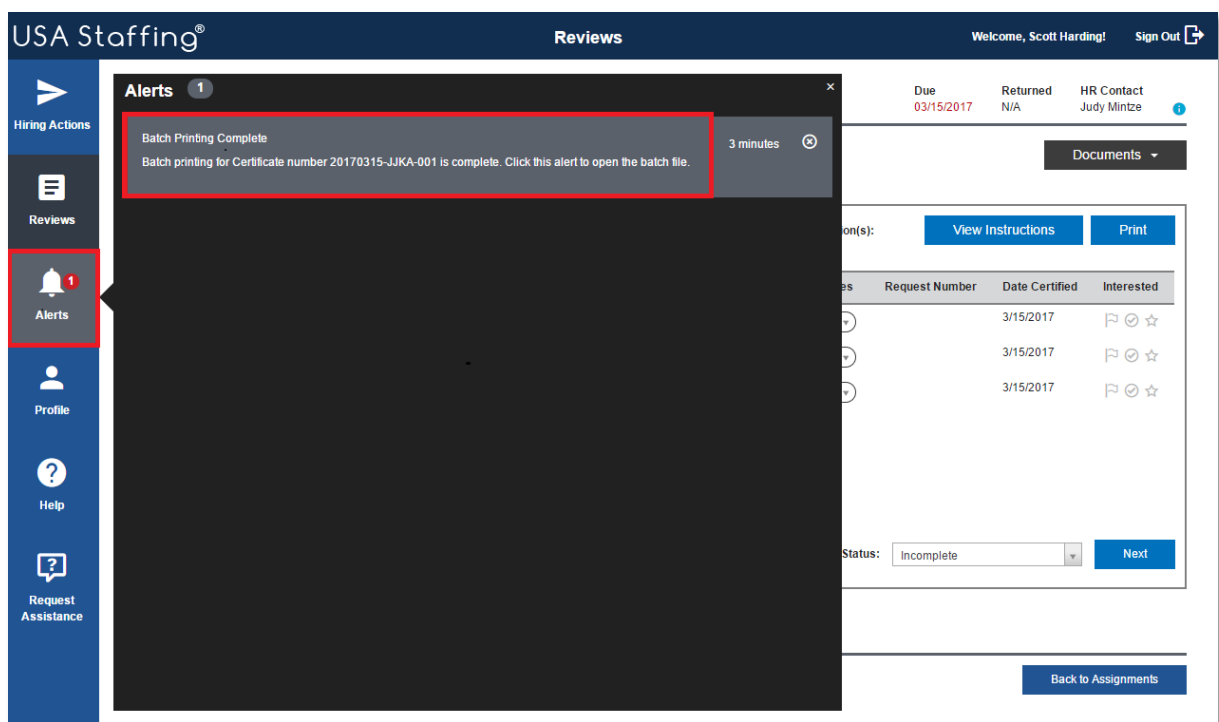 USA Staffing®
Reviews
Welcome, Scott Harding!
Sign Out
Hiring Actions
Reviews
1
Alerts
Profile
?
Help
?
Request
Assistance
Alerts 1
×
Batch Printing Complete
Batch printing for Certificate number 20170315-JJKA-001 is complete. Click this alert to open the batch file.
3 minutes
Due
03/15/2017
Returned
N/A
HR Contact
Judy Mintze
i
Documents
ion(s):
View Instructions
Print
es Request Number Date Certified Interested
3/15/2017
3/15/2017
3/15/2017
Status: Incomplete
Next
Back to Assignments